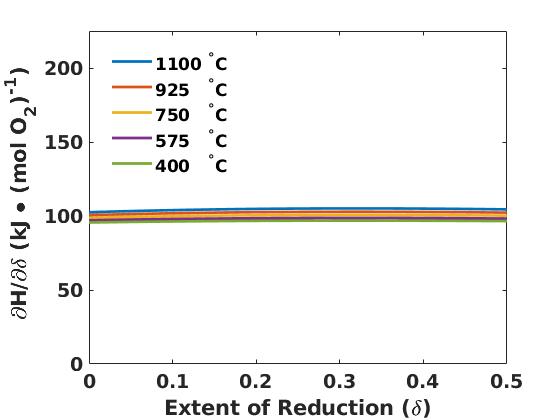 200
150
100
50
0
0 0.1 0.2 0.3 0.4 0.5
1100 °C
925 °C
750 °C
575 °C
400 °C
∂H/∂δ (kJ • (mol O₂)⁻¹)
Extent of Reduction (δ)